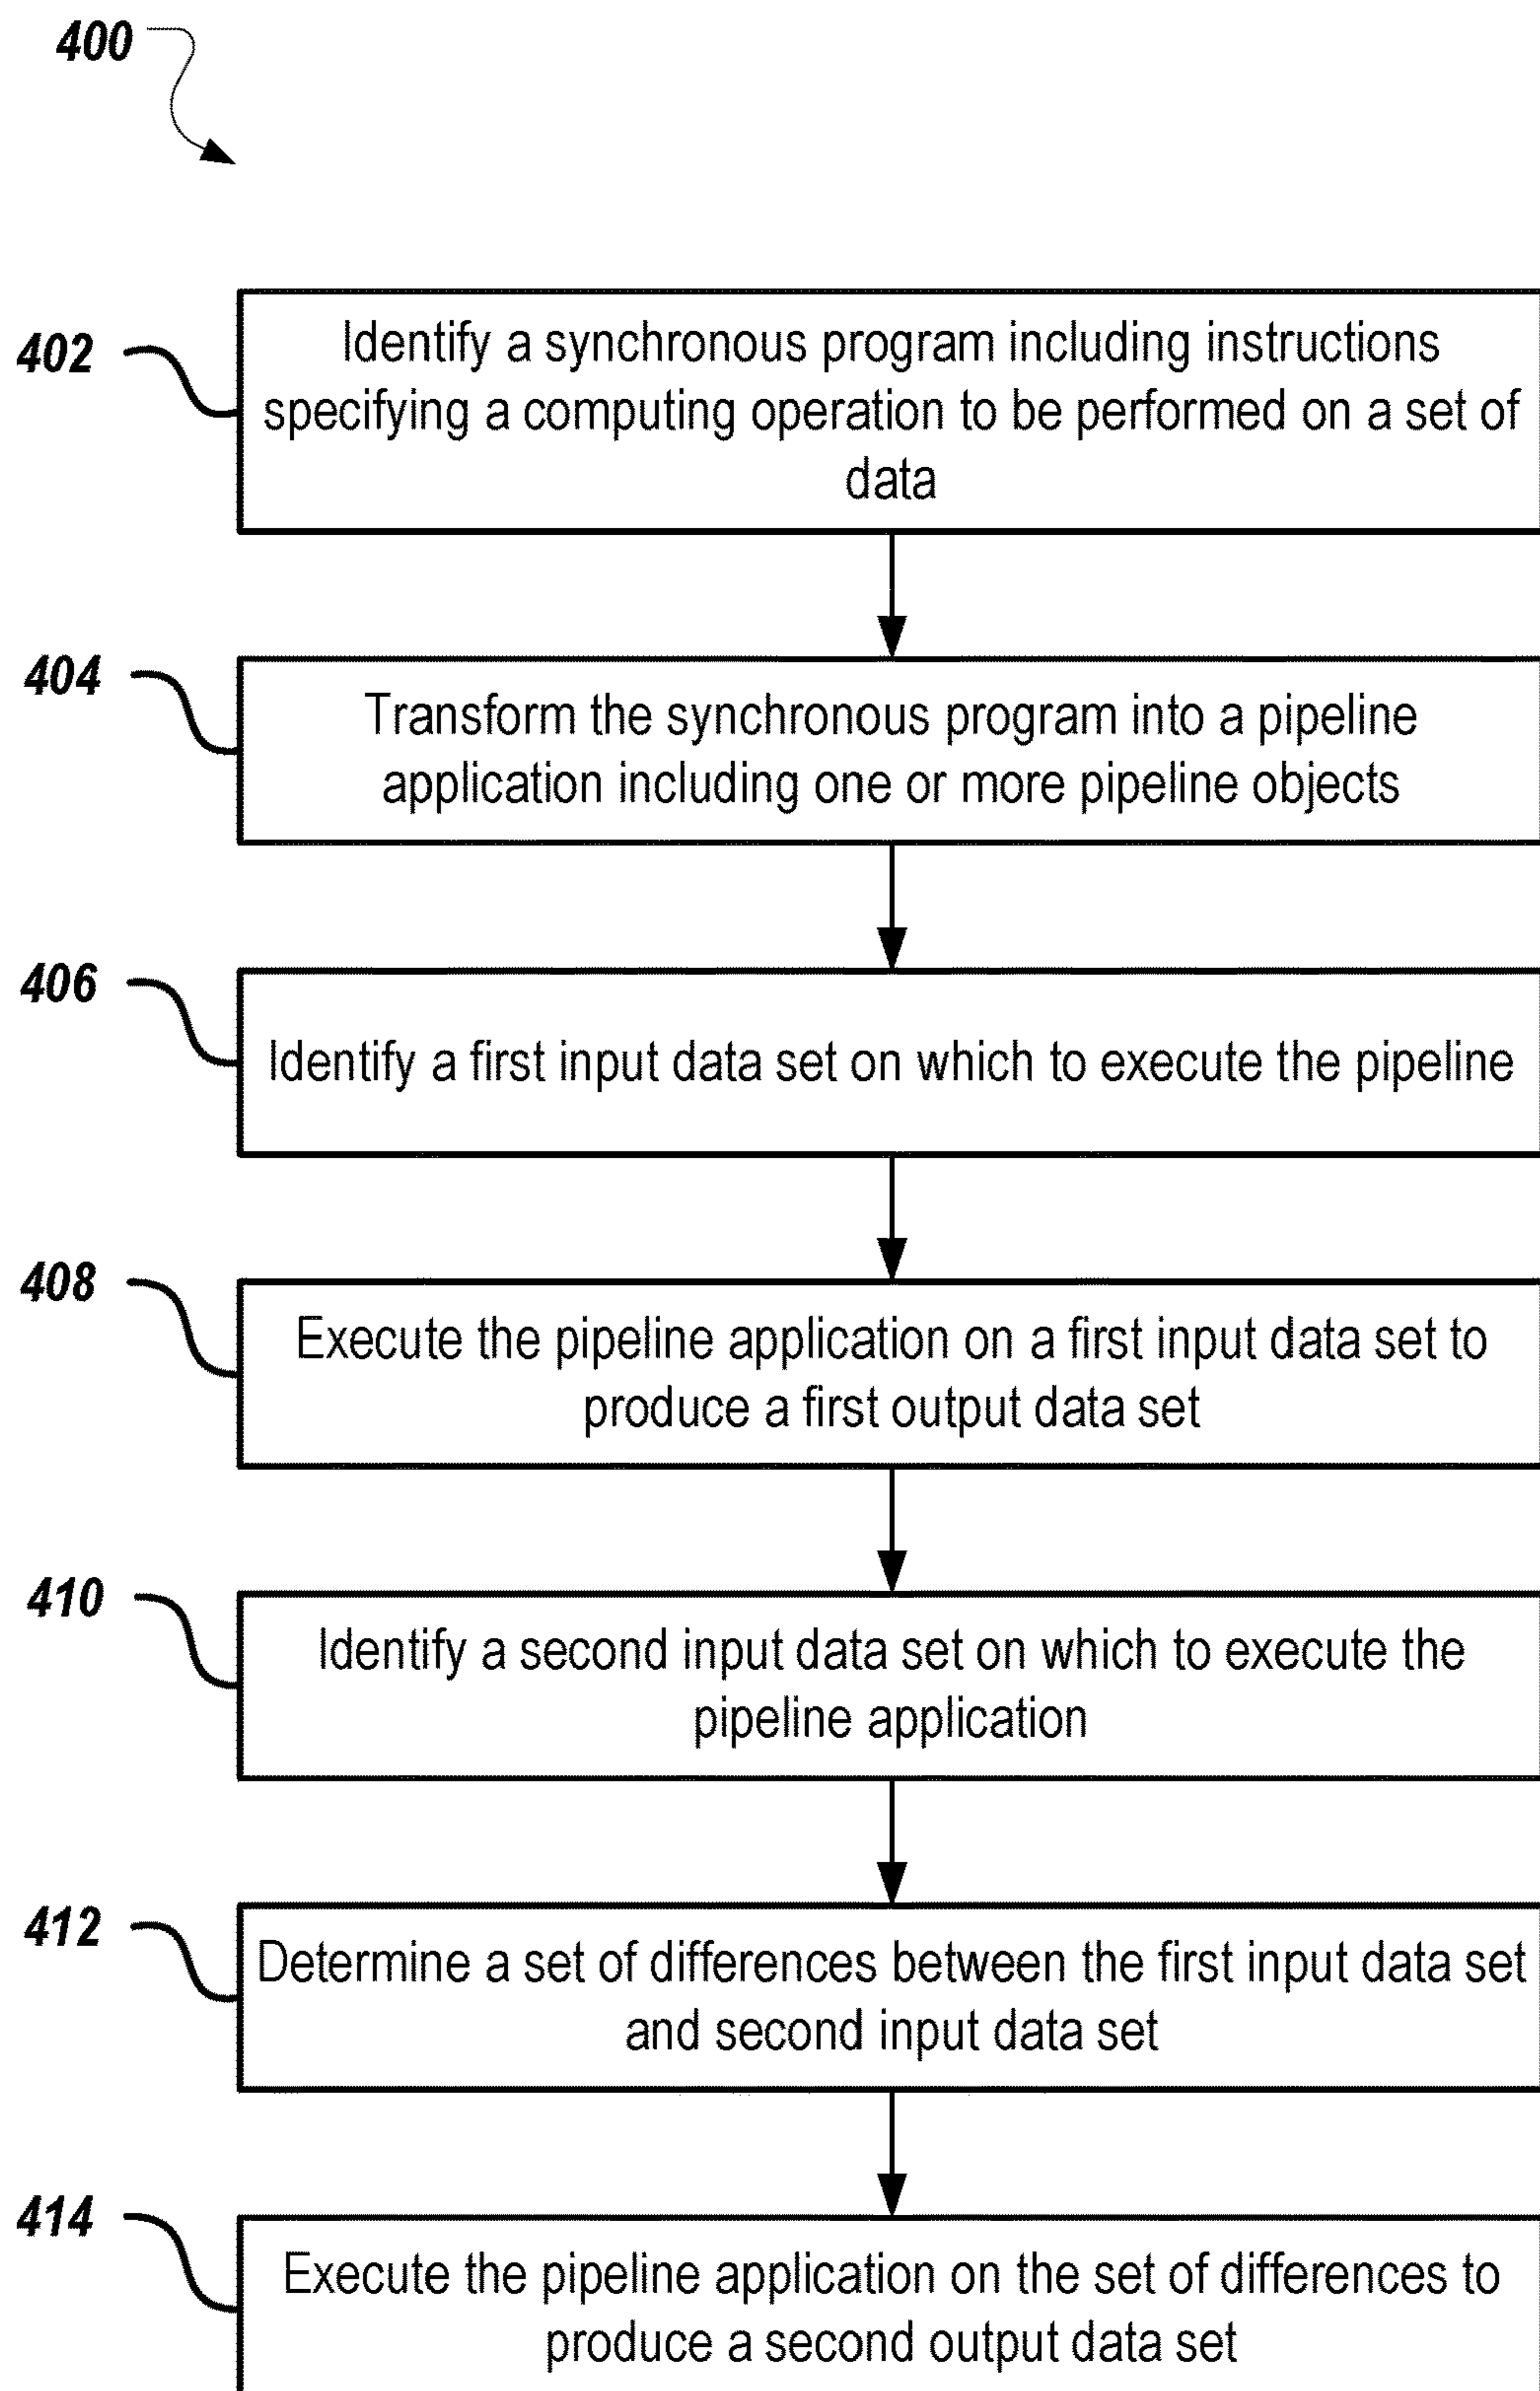 400
402
Identify a synchronous program including instructions
specifying a computing operation to be performed on a set of
data
404
Transform the synchronous program into a pipeline
application including one or more pipeline objects
406
Identify a first input data set on which to execute the pipeline
408
Execute the pipeline application on a first input data set to
produce a first output data set
410
Identify a second input data set on which to execute the
pipeline application
412
Determine a set of differences between the first input data set
and second input data set
414
Execute the pipeline application on the set of differences to
produce a second output data set